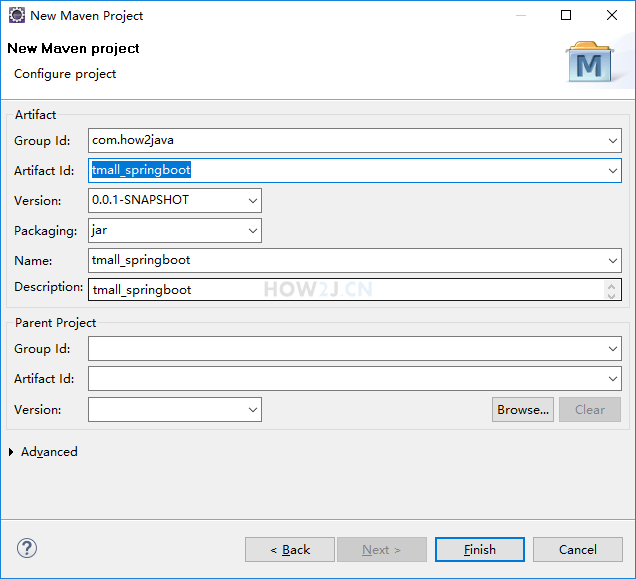 New Maven Project
New Maven project
Configure project
M
Artifact
Group Id: com.how2java
Artifact Id: tmall_springboot
Version: 0.0.1-SNAPSHOT
Packaging: jar
Name: tmall_springboot
Description: tmall_springboot
HOW2J.CN
Parent Project
Group Id:
Artifact Id:
Version: Browse... Clear
Advanced
? < Back Next > Finish Cancel